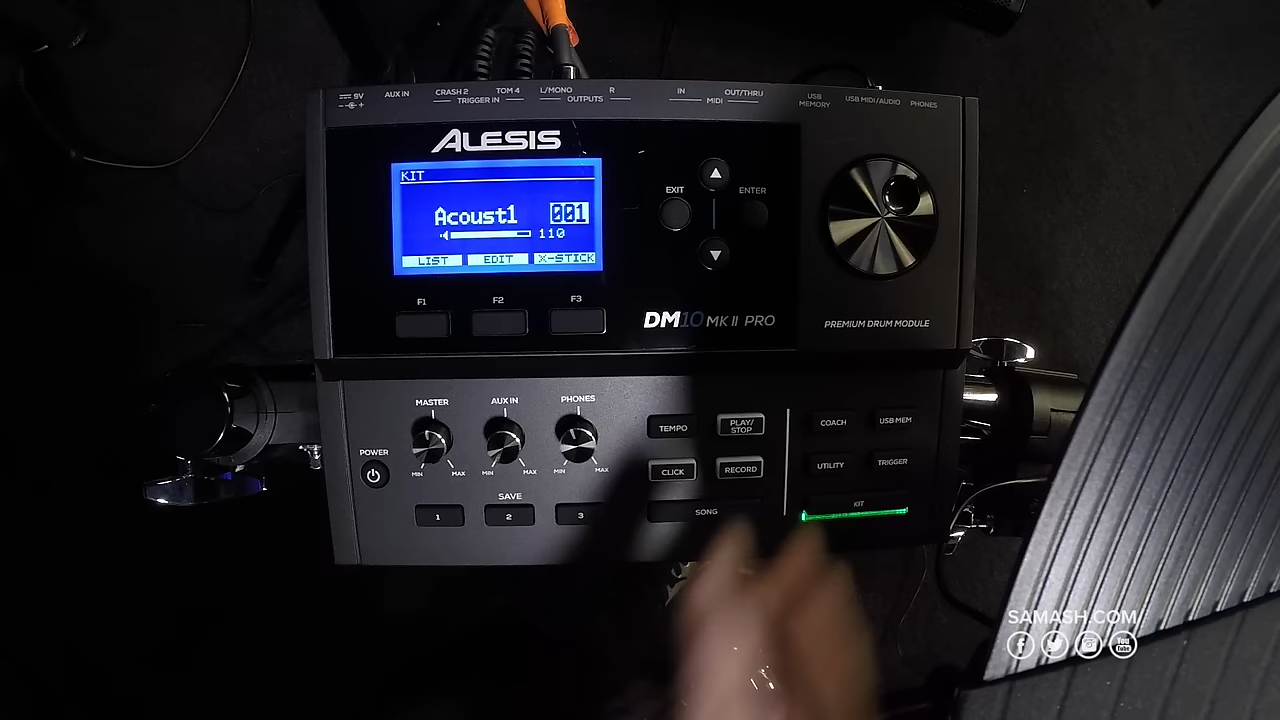 9V
AUX IN
CRASH 2
TOM 4
TRIGGER IN
L/MONO
R
OUTPUTS
IN
OUT/THRU
MIDI
USB
MEMORY
USB MIDI/AUDIO
PHONES
ALESIS
KIT
Acoust1
001
110
LIST
EDIT
X-STICK
EXIT
ENTER
F1
F2
F3
DM10 MK II PRO
PREMIUM DRUM MODULE
MASTER
AUX IN
PHONES
MIN
MAX
MIN
MAX
MIN
MAX
POWER
SAVE
1
2
3
TEMPO
PLAY/
STOP
CLICK
RECORD
SONG
COACH
USB MEM
UTILITY
TRIGGER
KIT
SAMASH.COM
You
Tube